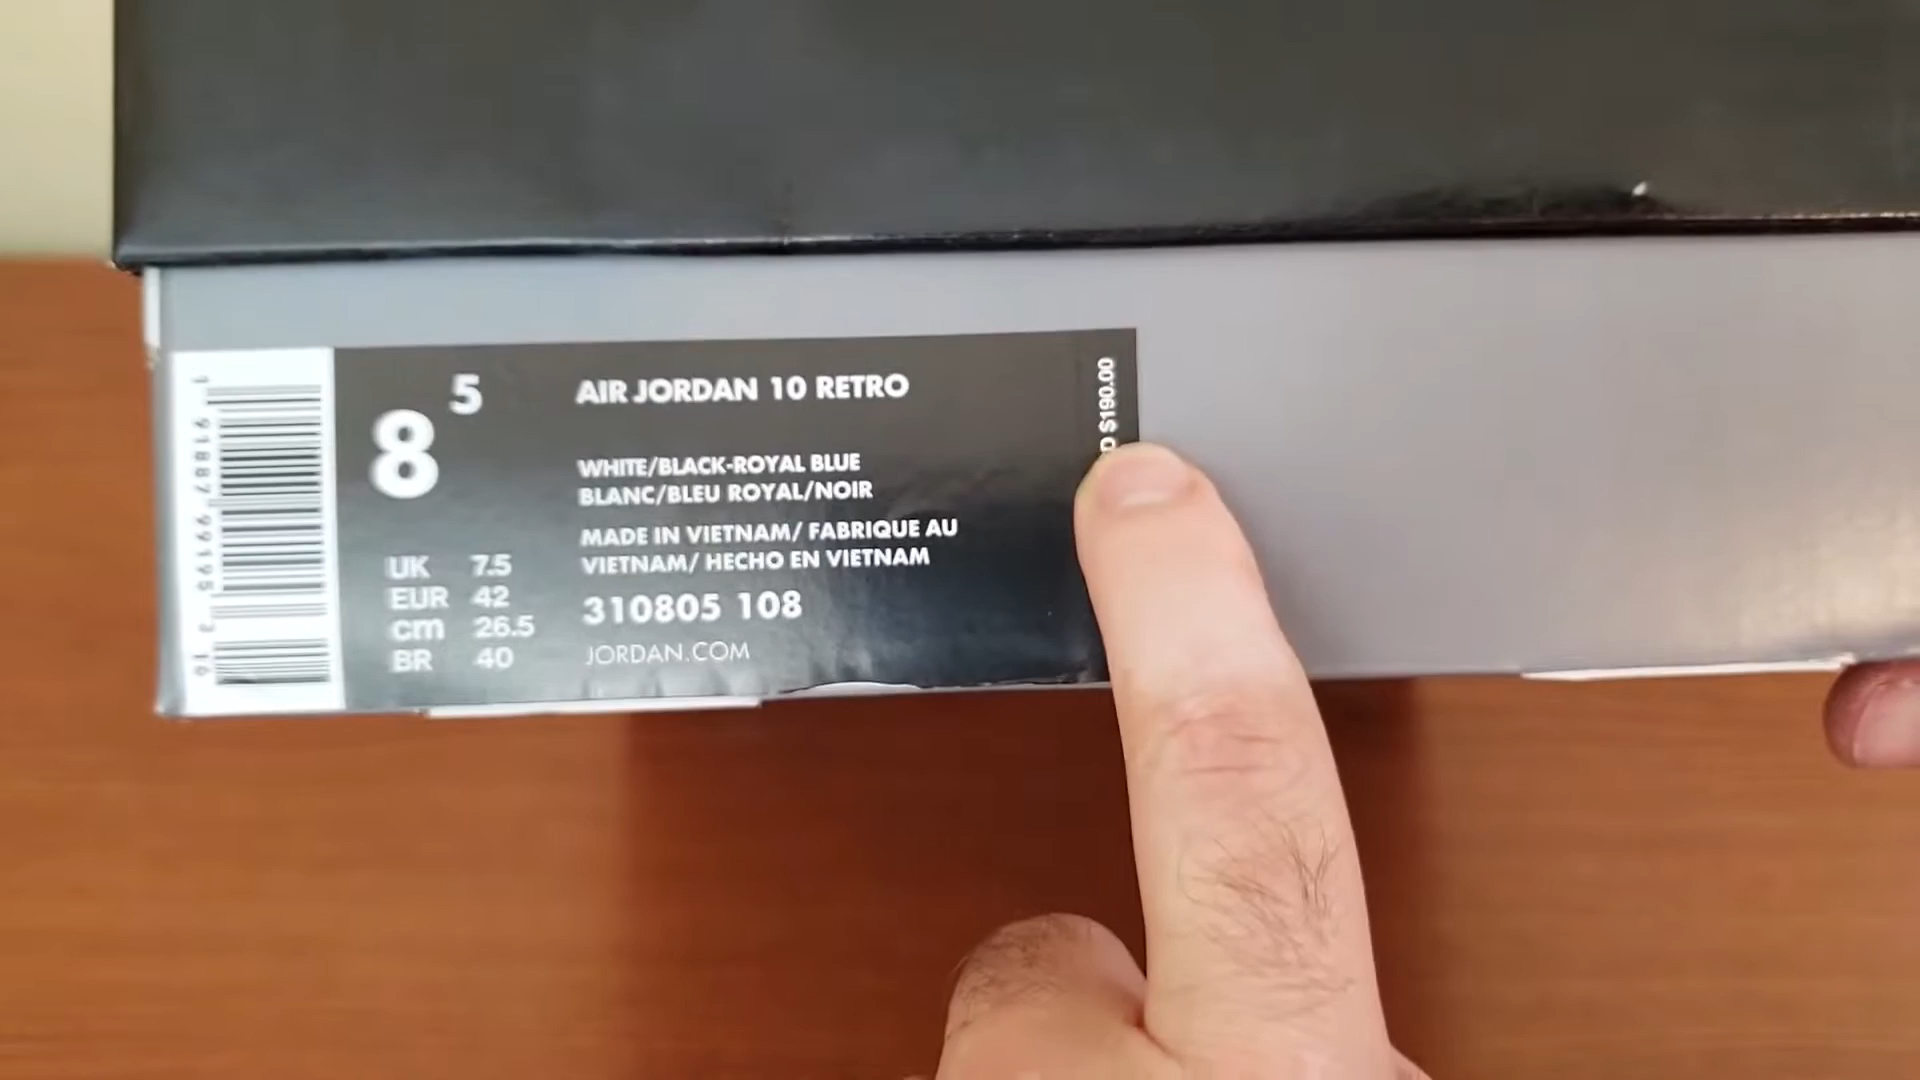 8 5
AIR JORDAN 10 RETRO
WHITE/BLACK-ROYAL BLUE
BLANC/BLEU ROYAL/NOIR
MADE IN VIETNAM/ FABRIQUE AU
VIETNAM/ HECHO EN VIETNAM
310805 108
JORDAN.COM
UK 7.5
EUR 42
cm 26.5
BR 40
$190.00